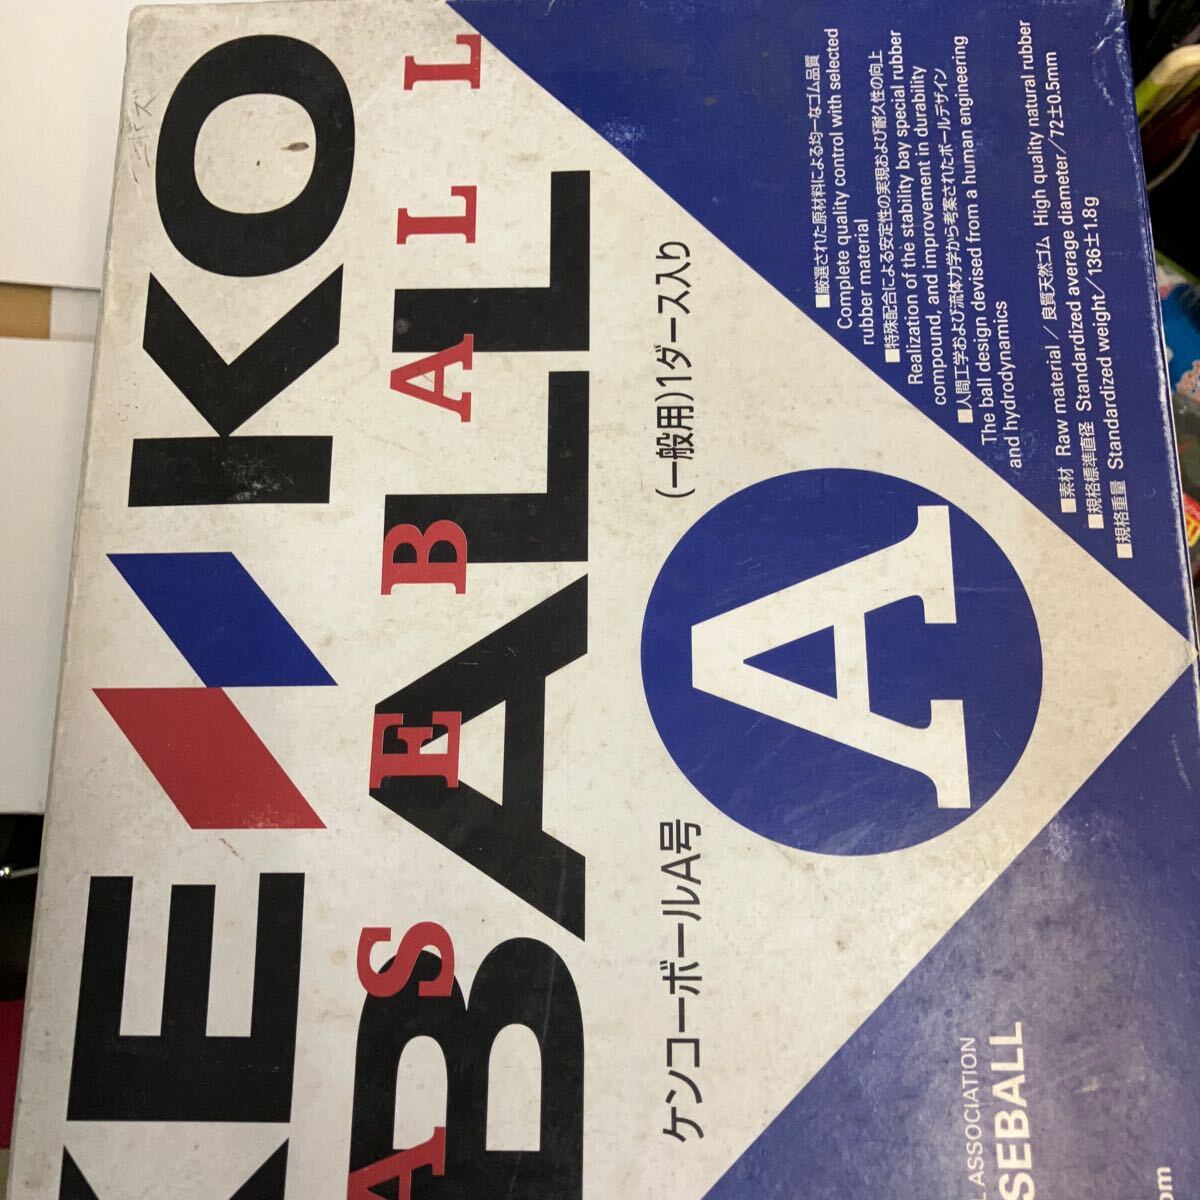 KENKO
BASEBALL
BALL
ケンコーボールA号
(一般用)1ダース入り
A
■厳選された原材料による均一なゴム品質
Complete quality control with selected
rubber material
■特殊配合による安定性の実現および耐久性の向上
Realization of the stability bay special rubber
compound, and improvement in durability
■人間工学および流体力学から考案されたボールデザイン
The ball design devised from a human engineering
and hydrodynamics
■素材 Raw material / 良質天然ゴム High quality natural rubber
■規格標準直径 Standardized average diameter/72±0.5mm
■規格重量 Standardized weight/136±1.8g
L ASSOCIATION
SEBALL
om